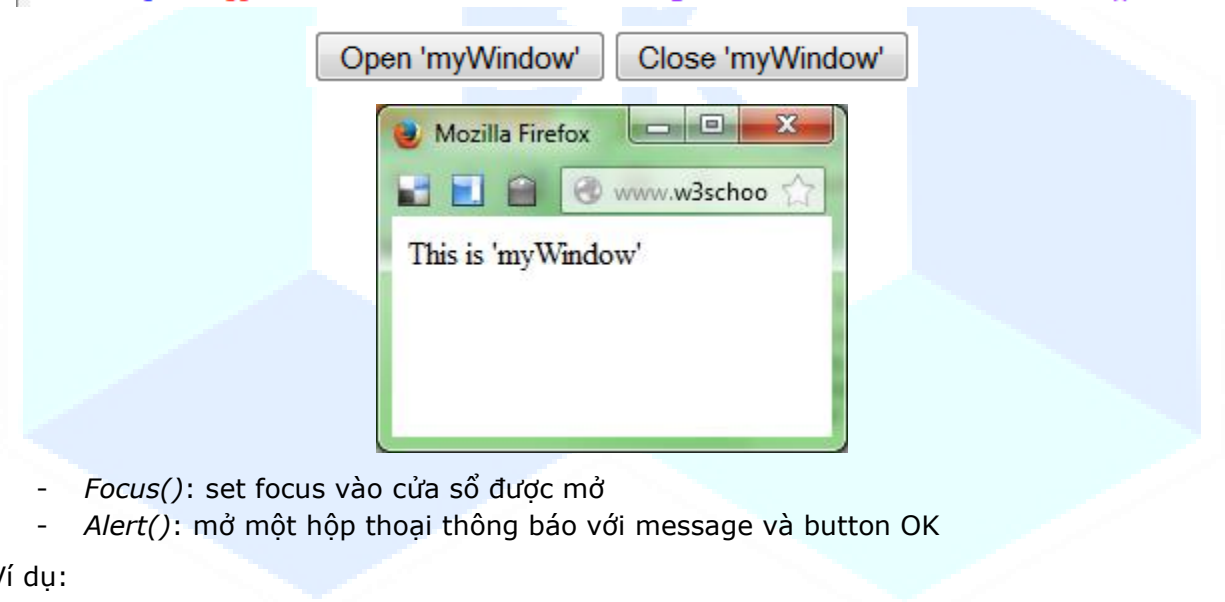 Open 'myWindow' Close 'myWindow'
Mozilla Firefox
www.w3schoo
This is 'myWindow'
- Focus(): set focus vào cửa sổ được mở
- Alert(): mở một hộp thoại thông báo với message và button OK
Ví dụ: